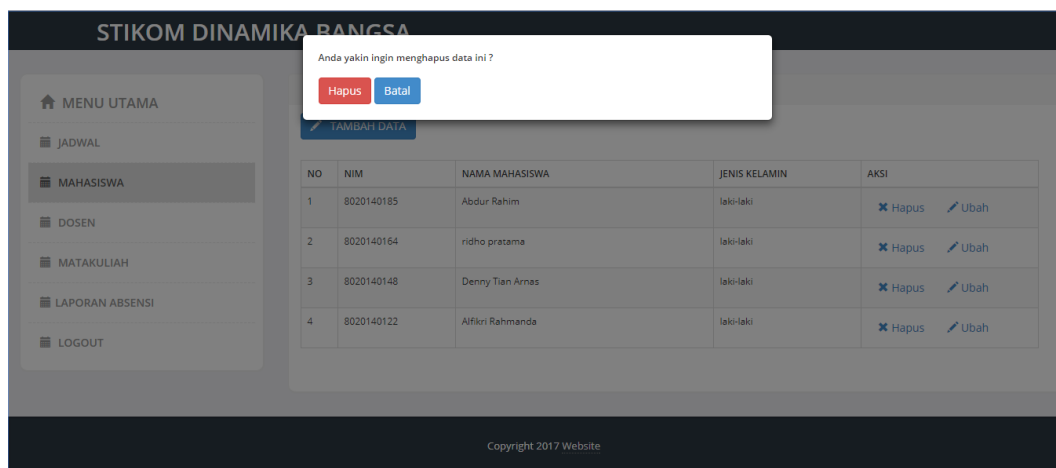 STIKOM DINAMIKA BANGSA
Anda yakin ingin menghapus data ini ?
Hapus Batal
MENU UTAMA
JADWAL
MAHASISWA
DOSEN
MATAKULIAH
LAPORAN ABSENSI
LOGOUT
TAMBAH DATA
NO NIM NAMA MAHASISWA JENIS KELAMIN AKSI
1 8020140185 Abdur Rahim laki-laki Hapus Ubah
2 8020140164 ridho pratama laki-laki Hapus Ubah
3 8020140148 Denny Tian Arnas laki-laki Hapus Ubah
4 8020140122 Alfikri Rahmanda laki-laki Hapus Ubah
Copyright 2017 Website